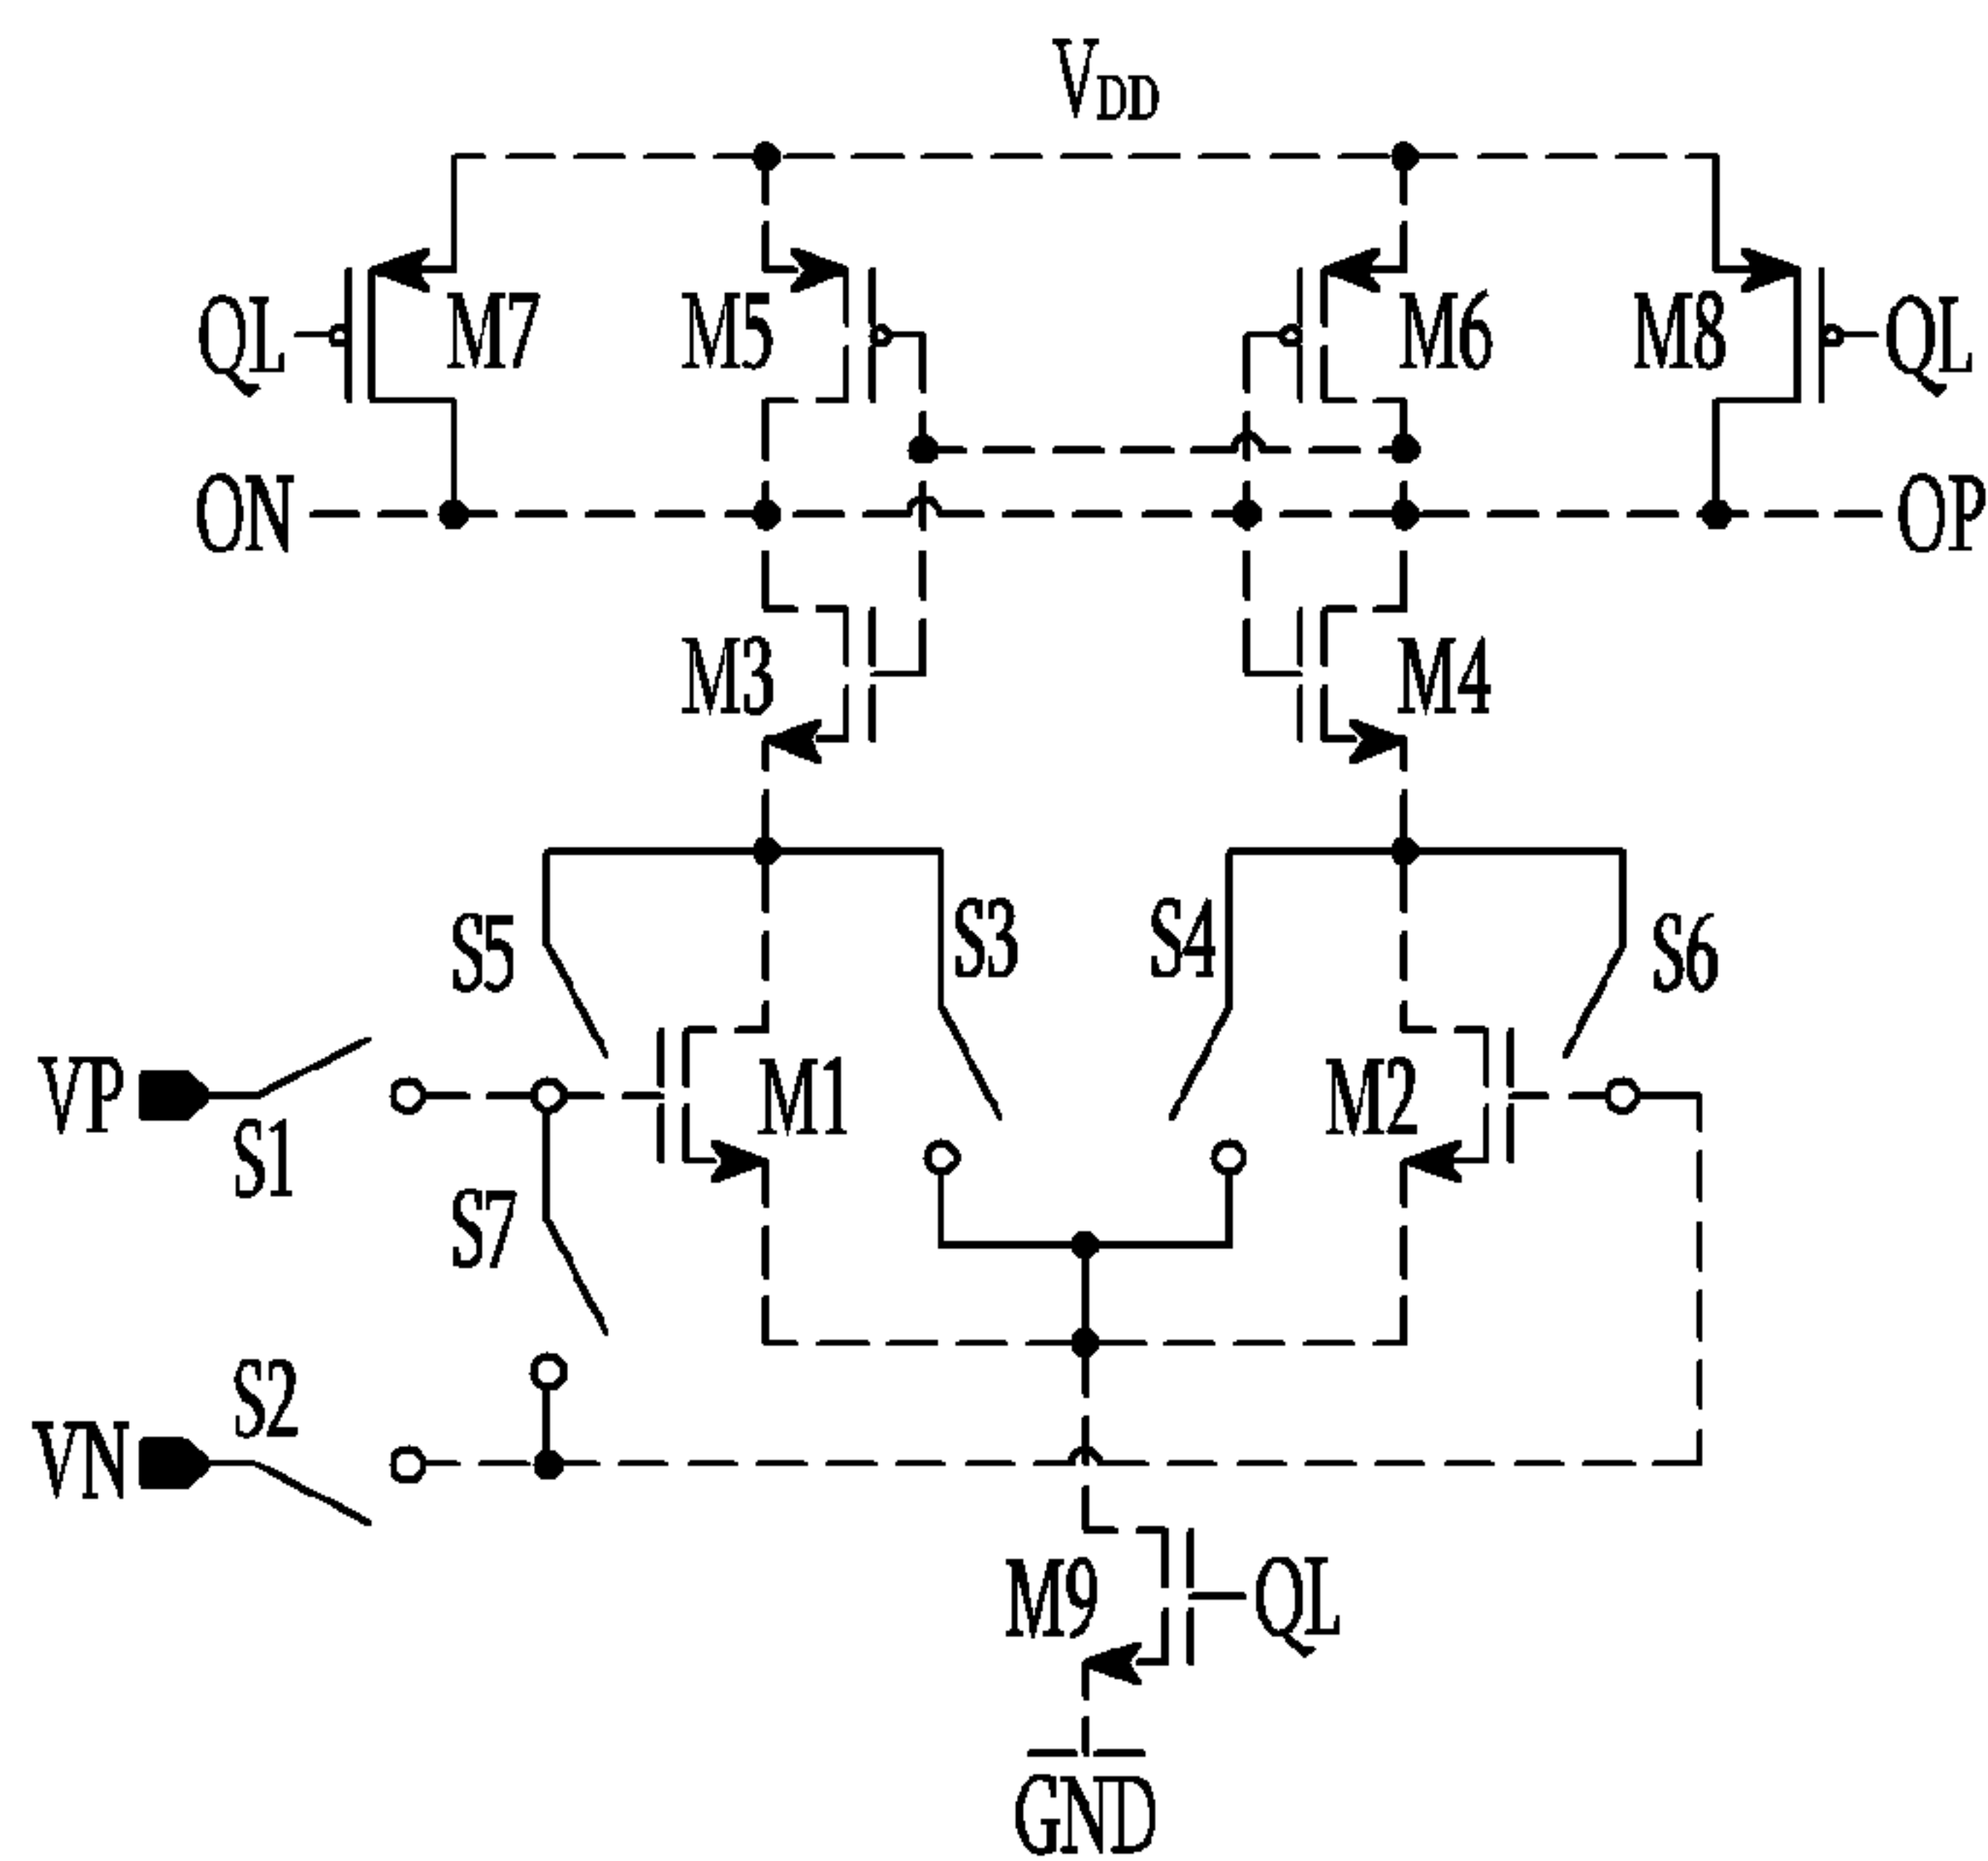 VDD
QL M7 M5 M6 M8 QL
ON OP
M3 M4
S5 S3 S4 S6
VP M1 M2
S1
S7
S2
VN
M9 QL
GND